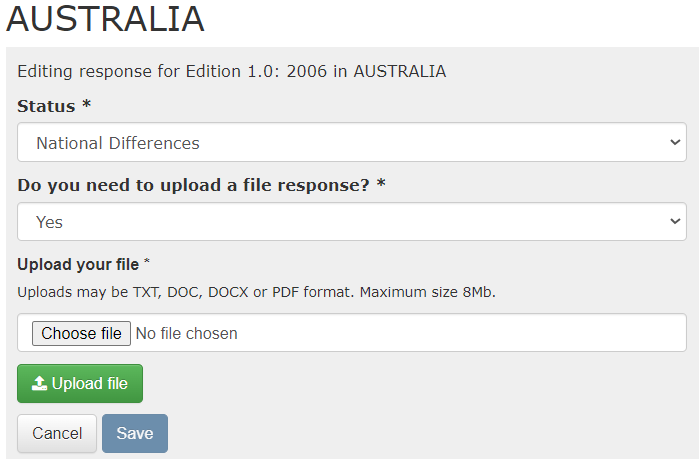 AUSTRALIA
Editing response for Edition 1.0: 2006 in AUSTRALIA
Status *
National Differences
Do you need to upload a file response? *
Yes
Upload your file *
Uploads may be TXT, DOC, DOCX or PDF format. Maximum size 8Mb.
Choose file No file chosen
Upload file
Cancel Save